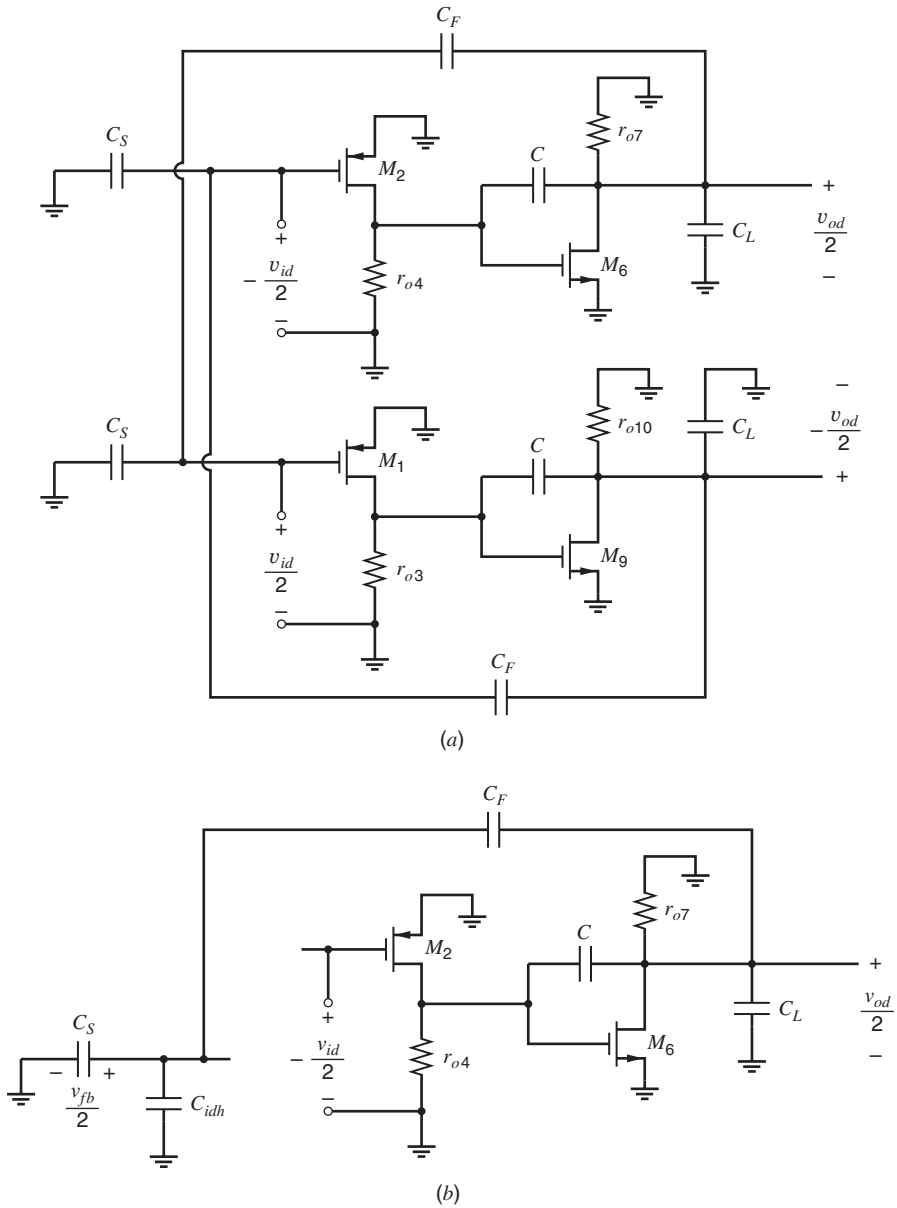 C_F
r_o7
C_S
M_2
C
+
v_od
2
−
+
− v_id
2
−
r_o4
M_6
C_L
C_S
M_1
r_o10
C
C_L
−
− v_od
2
+
+
v_id
2
−
r_o3
M_9
C_F
(a)
C_F
r_o7
M_2
C
+
v_od
2
−
C_S
− +
v_fb
2
C_idh
+
− v_id
2
−
r_o4
M_6
C_L
(b)